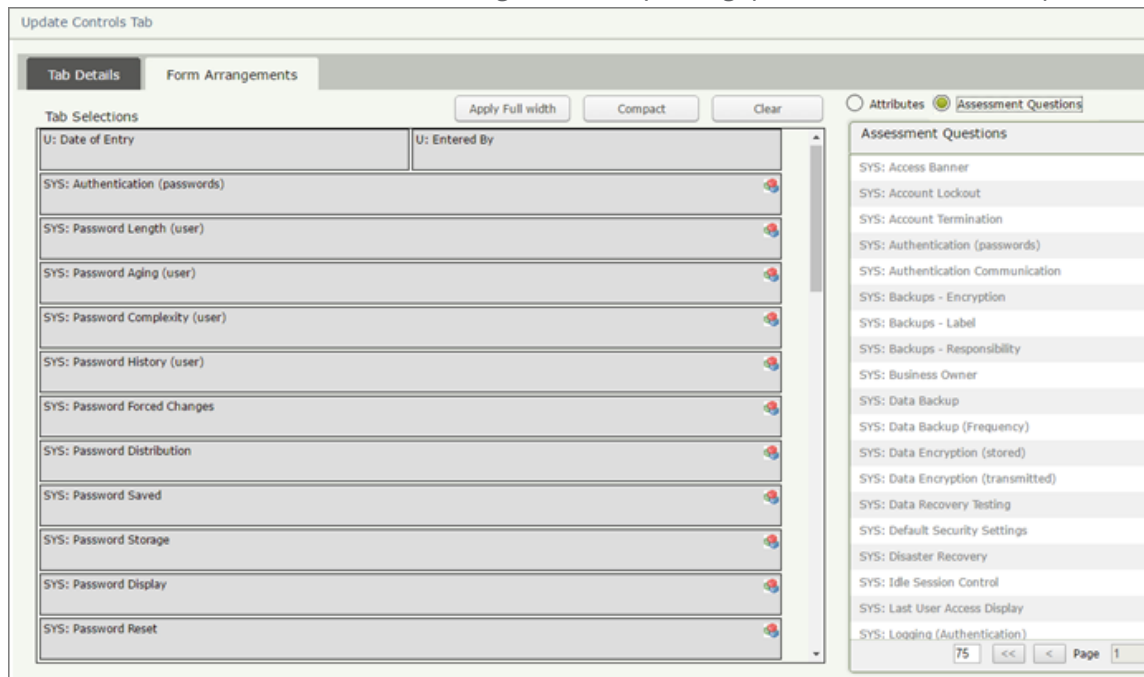 Update Controls Tab
Tab Details Form Arrangements
Tab Selections Apply Full width Compact Clear
U: Date of Entry U: Entered By
SYS: Authentication (passwords)
SYS: Password Length (user)
SYS: Password Aging (user)
SYS: Password Complexity (user)
SYS: Password History (user)
SYS: Password Forced Changes
SYS: Password Distribution
SYS: Password Saved
SYS: Password Storage
SYS: Password Display
SYS: Password Reset
Attributes Assessment Questions
Assessment Questions
SYS: Access Banner
SYS: Account Lockout
SYS: Account Termination
SYS: Authentication (passwords)
SYS: Authentication Communication
SYS: Backups - Encryption
SYS: Backups - Label
SYS: Backups - Responsibility
SYS: Business Owner
SYS: Data Backup
SYS: Data Backup (Frequency)
SYS: Data Encryption (stored)
SYS: Data Encryption (transmitted)
SYS: Data Recovery Testing
SYS: Default Security Settings
SYS: Disaster Recovery
SYS: Idle Session Control
SYS: Last User Access Display
SYS: Logging (Authentication)
75 << < Page 1